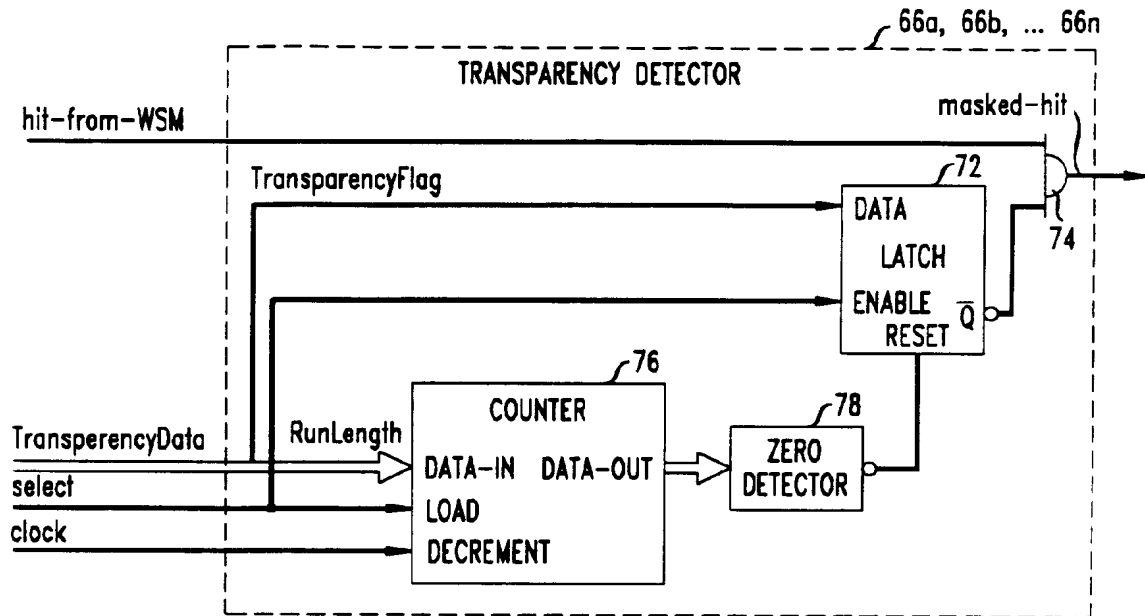 66a, 66b, ... 66n
TRANSPARENCY DETECTOR
masked-hit
hit-from-WSM
TransparencyFlag
72
DATA
LATCH
ENABLE
Q
RESET
74
76
COUNTER
78
TransperencyData
RunLength
DATA-IN DATA-OUT
ZERO
DETECTOR
select
LOAD
clock
DECREMENT